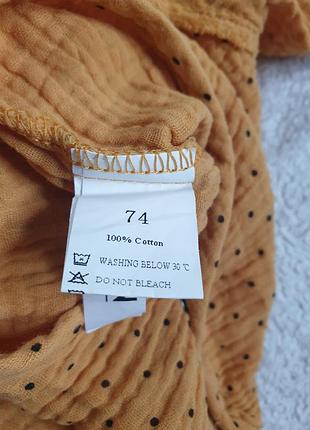 74
100% Cotton
WASHING BELOW 30℃
DO NOT BLEACH